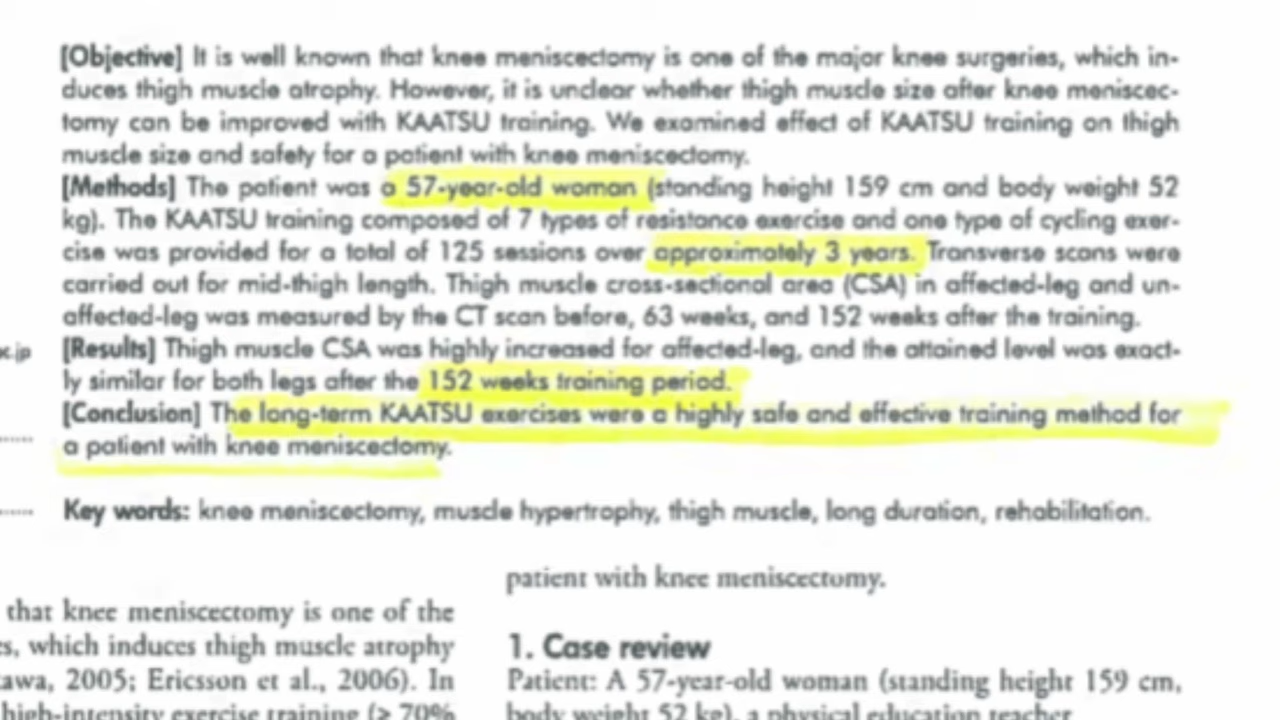 [Objective] It is well known that knee meniscectomy is one of the major knee surgeries, which in-
duces thigh muscle atrophy. However, it is unclear whether thigh muscle size after knee meniscec-
tomy can be improved with KAATSU training. We examined effect of KAATSU training on thigh
muscle size and safety for a patient with knee meniscectomy.
[Methods] The patient was a 57-year-old woman (standing height 159 cm and body weight 52
kg). The KAATSU training composed of 7 types of resistance exercise and one type of cycling exer-
cise was provided for a total of 125 sessions over approximately 3 years. Transverse scans were
carried out for mid-thigh length. Thigh muscle cross-sectional area (CSA) in affected-leg and un-
affected-leg was measured by the CT scan before, 63 weeks, and 152 weeks after the training.
[Results] Thigh muscle CSA was highly increased for affected-leg, and the attained level was exact-
ly similar for both legs after the 152 weeks training period.
[Conclusion] The long-term KAATSU exercises were a highly safe and effective training method for
a patient with knee meniscectomy.
Key words: knee meniscectomy, muscle hypertrophy, thigh muscle, long duration, rehabilitation.
that knee meniscectomy is one of the
es, which induces thigh muscle atrophy
awa, 2005; Ericsson et al., 2006). In
high-intensity exercise training (≥ 70%
patient with knee meniscectomy.
1. Case review
Patient: A 57-year-old woman (standing height 159 cm,
body weight 52 kg), a physical education teacher